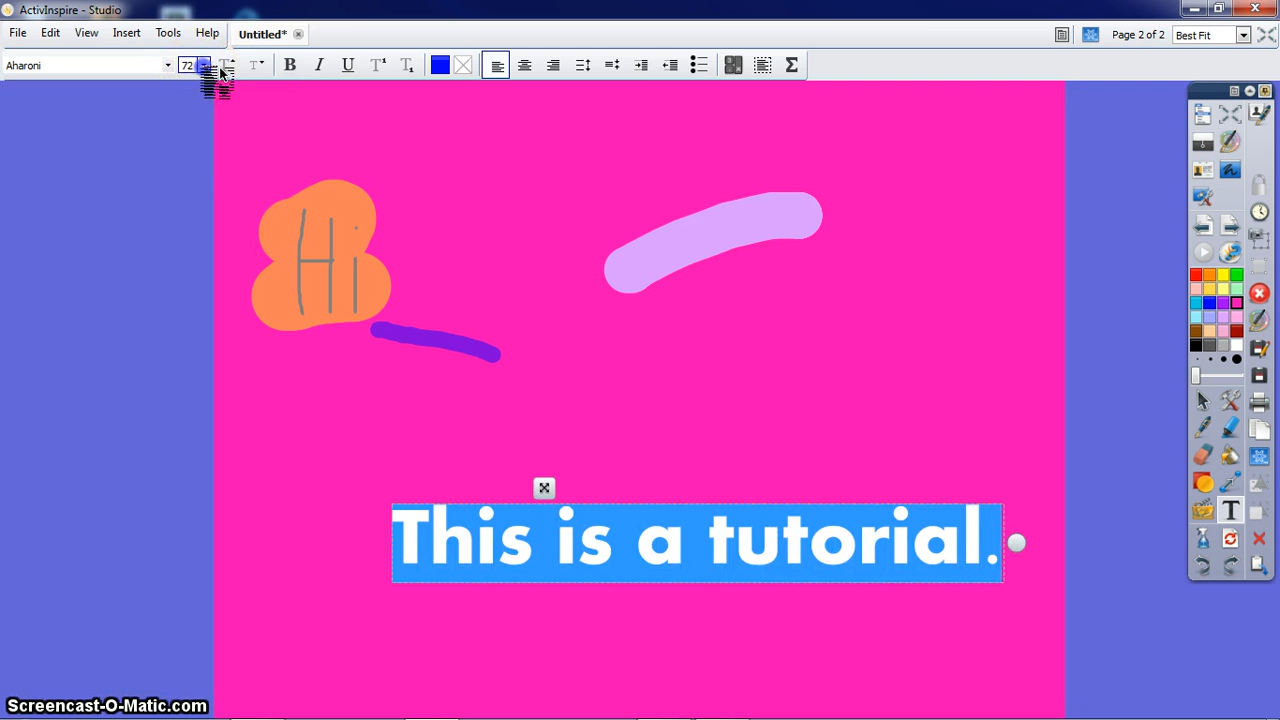 ActivInspire - Studio
File Edit View Insert Tools Help Untitled* Page 2 of 2 Best Fit
Aharoni 72 B I U
Hi
This is a tutorial.
Screencast-O-Matic.com